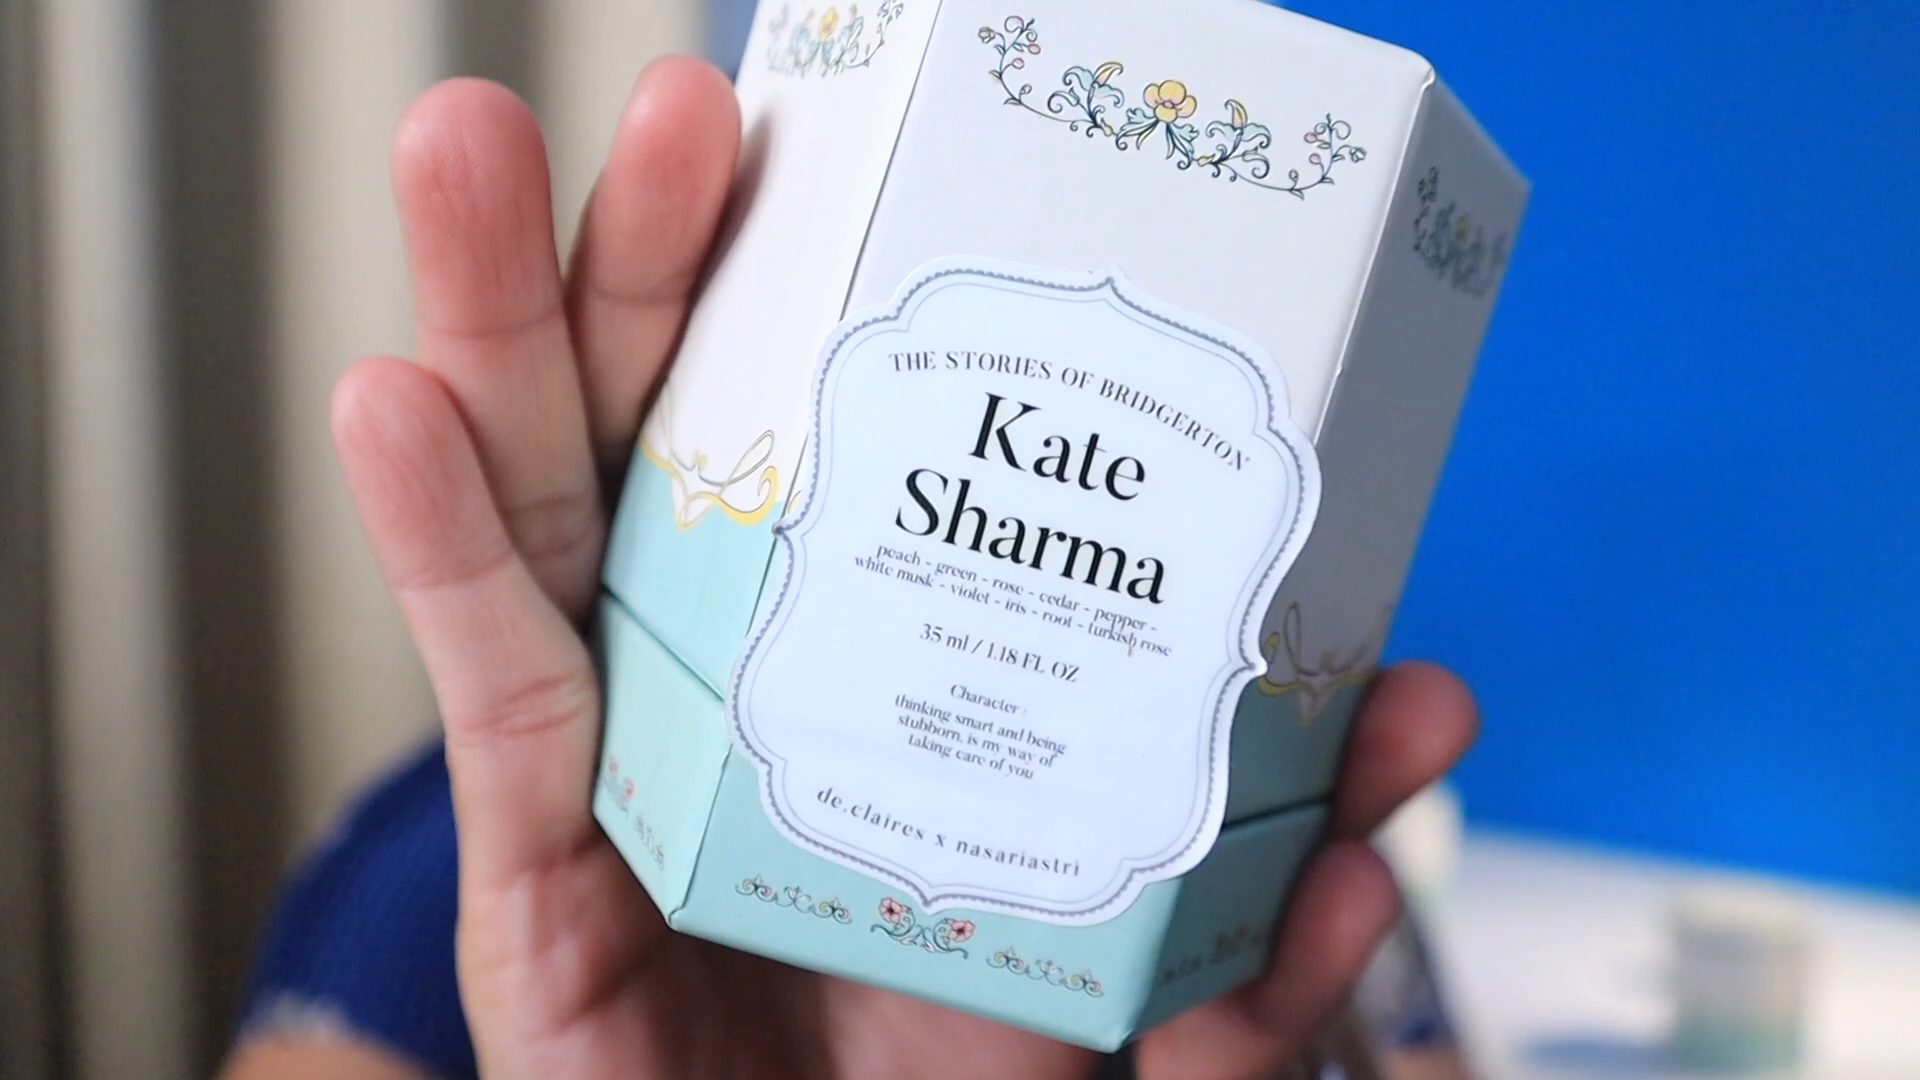 THE STORIES OF BRIDGERTON
Kate
Sharma
peach - green - rose - cedar - pepper -
white musk - violet - iris - root - turkish rose
35 ml / 1.18 FL OZ
Character :
thinking smart and being
stubborn. is my way of
taking care of you
de.claires x nasariastri